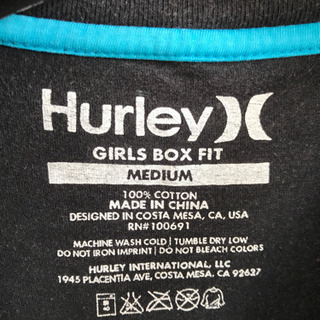 Hurley
GIRLS BOX FIT
MEDIUM
100% COTTON
MADE IN CHINA
DESIGNED IN COSTA MESA, CA, USA
RN#100691
MACHINE WASH COLD | TUMBLE DRY LOW
DO NOT IRON IMPRINT | DO NOT BLEACH COLORS
HURLEY INTERNATIONAL, LLC
1945 PLACENTIA AVE, COSTA MESA, CA 92627